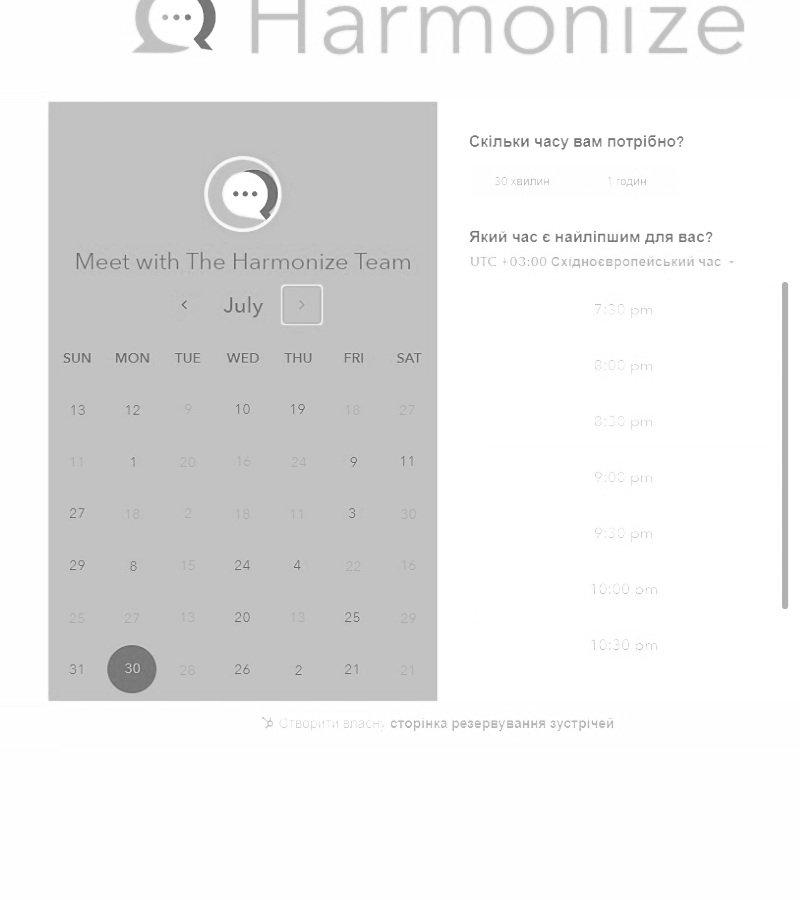 Harmonize
Meet with The Harmonize Team
July
SUN MON TUE WED THU FRI SAT
13 12 9 10 19 18 27
11 1 20 16 24 9 11
27 18 2 18 11 3 30
29 8 15 24 4 22 16
25 27 13 20 13 25 29
31 30 28 26 2 21 21
Скільки часу вам потрібно?
30 хвилин 1 годин
Який час є найліпшим для вас?
UTC +03:00 Східноєвропейський час
7:30 pm
8:00 pm
8:30 pm
9:00 pm
9:30 pm
10:00 pm
10:30 pm
Створити власну сторінка резервування зустрічей